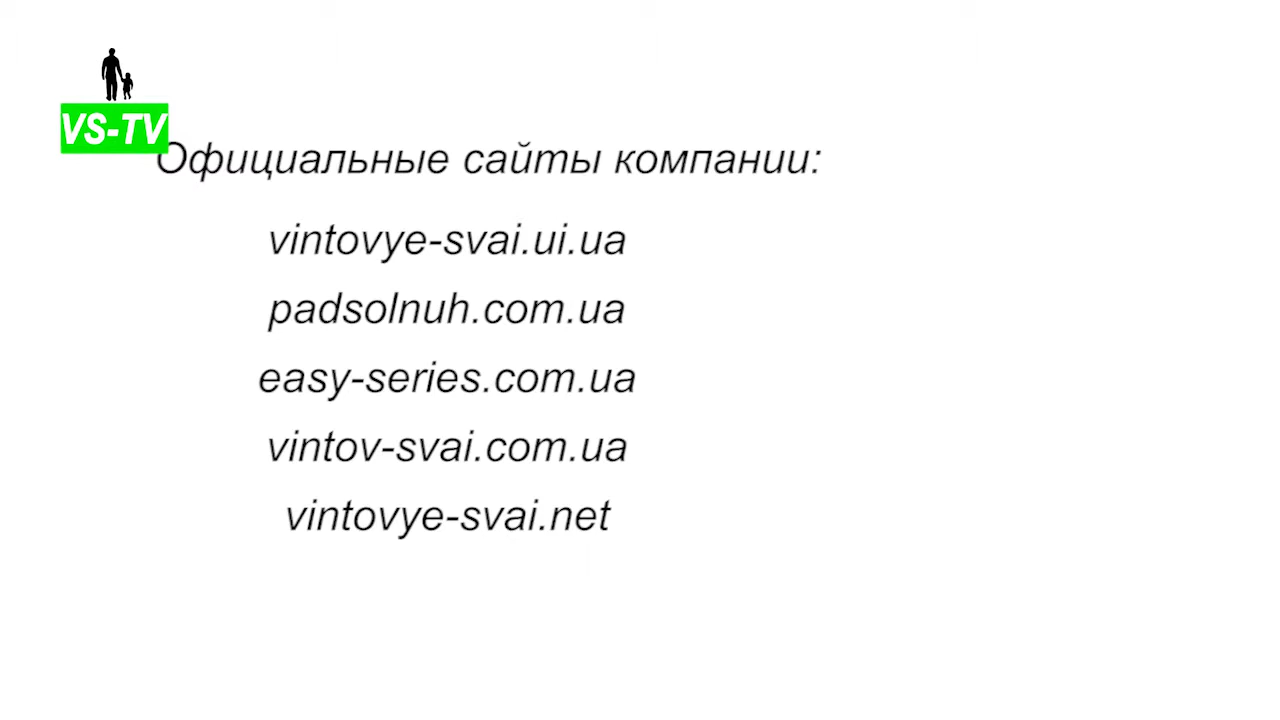 VS-TV
Официальные сайты компании:
vintovye-svai.ui.ua
padsolnuh.com.ua
easy-series.com.ua
vintov-svai.com.ua
vintovye-svai.net